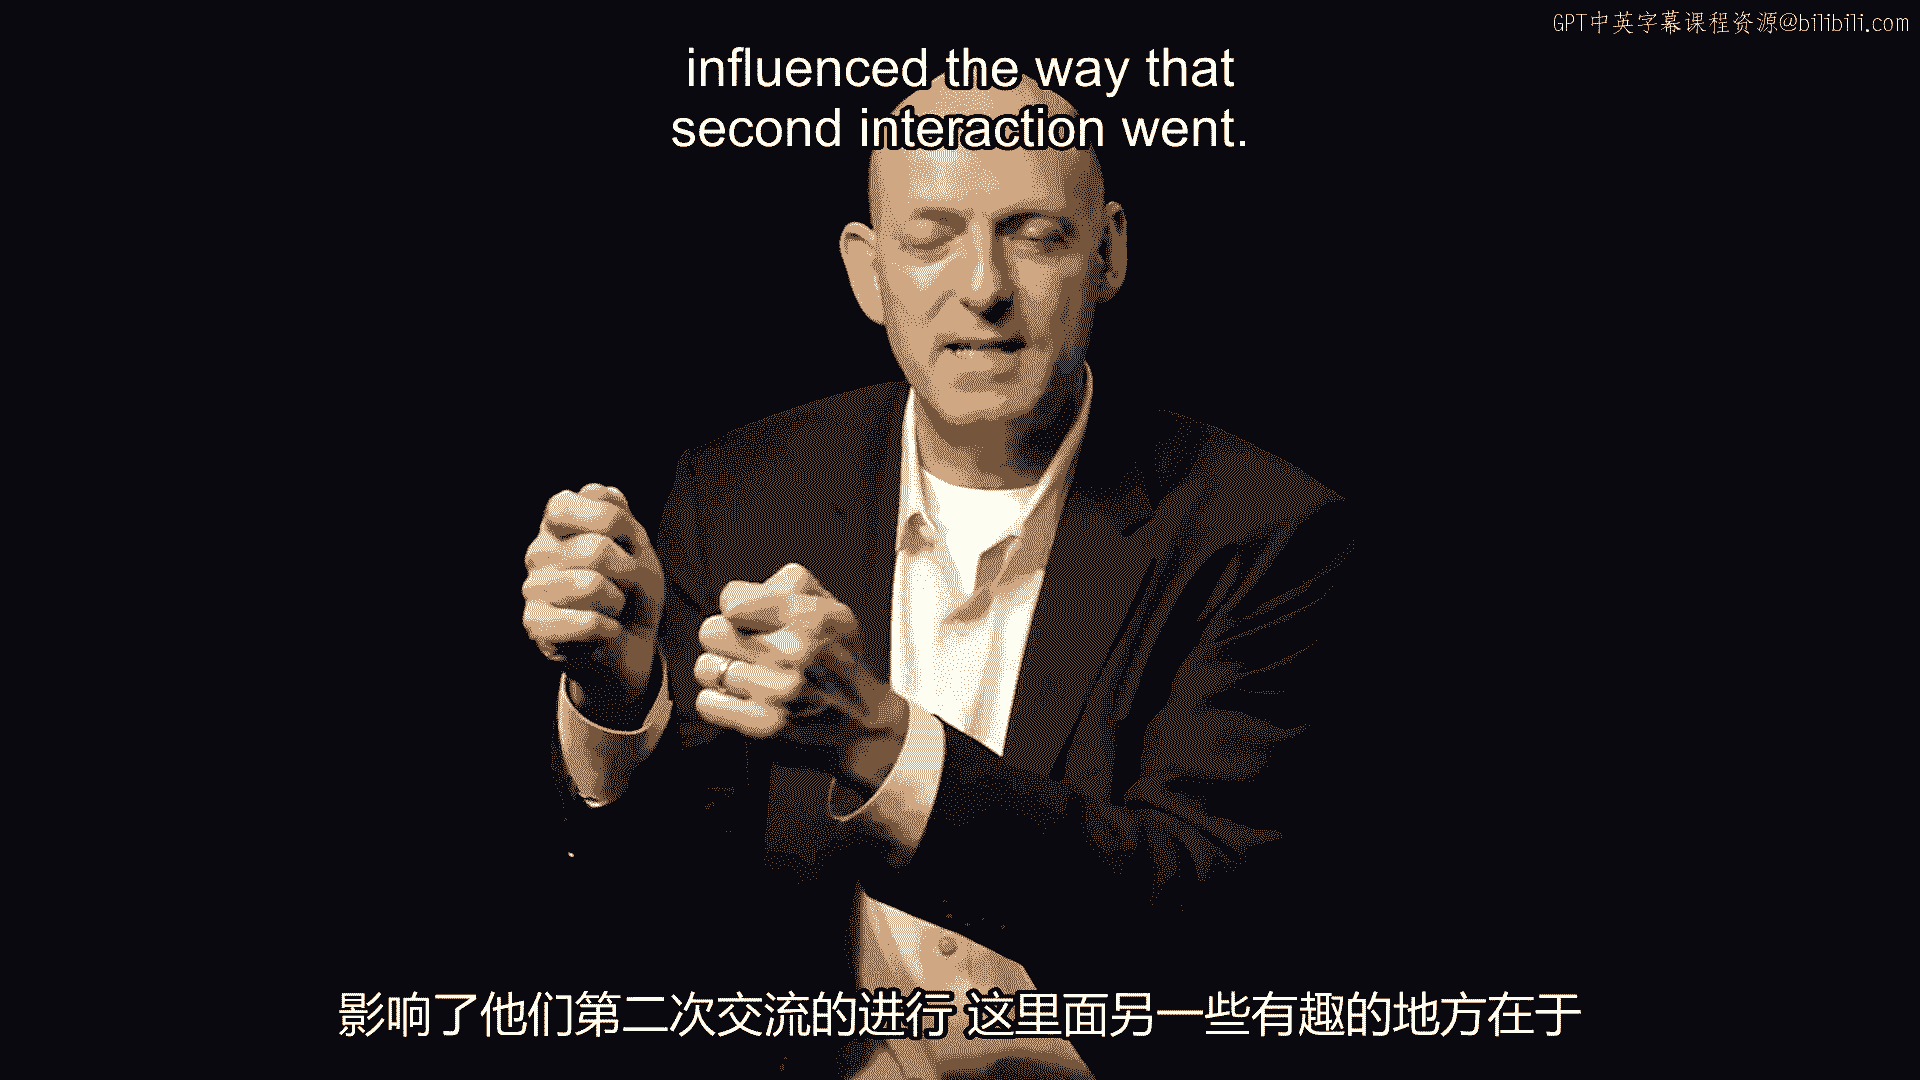 GPT中英字幕课程资源@bilibili.com
influenced the way that
second interaction went.
影响了他们第二次交流的进行 这里面另一些有趣的地方在于